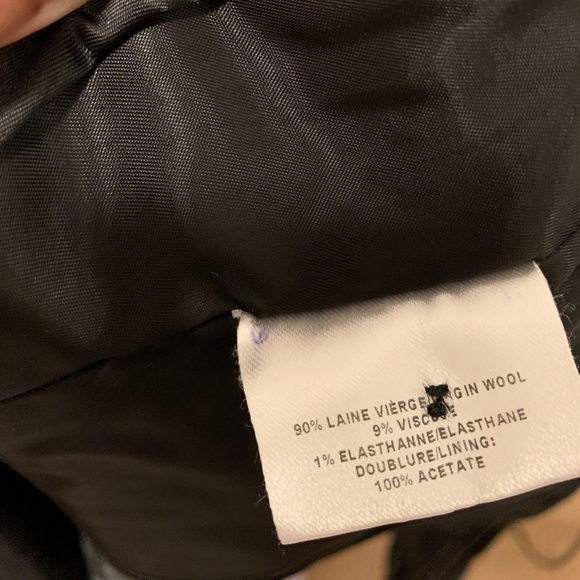 90% LAINE VIÈRGE GIN WOOL
9% VISCOSE
1% ELASTHANNE/ELASTHANE
DOUBLURE/LINING:
100% ACETATE